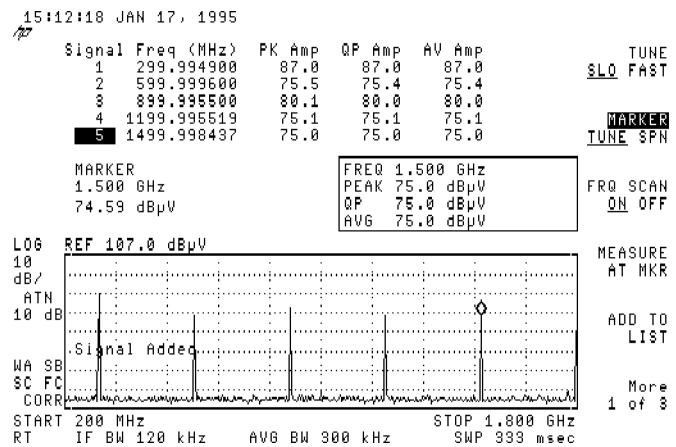 15:12:18 JAN 17, 1995
hp
Signal Freq (MHz) PK Amp QP Amp AV Amp
1 299.994900 87.0 87.0 87.0
2 599.999600 75.5 75.4 75.4
3 899.995500 80.1 80.0 80.0
4 1199.995519 75.1 75.1 75.1
5 1499.998437 75.0 75.0 75.0
TUNE
SLO FAST
MARKER
TUNE SPN
MARKER
1.500 GHz
74.59 dBµV
FREQ 1.500 GHz
PEAK 75.0 dBµV
QP 75.0 dBµV
AVG 75.0 dBµV
FRQ SCAN
ON OFF
LOG REF 107.0 dBµV
10
dB/
ATN
10 dB
MEASURE
AT MKR
ADD TO
LIST
Signal Added
WA SB
SC FC
CORR
More
1 of 3
START 200 MHz STOP 1.800 GHz
RT IF BW 120 kHz AVG BW 300 kHz SWP 333 msec